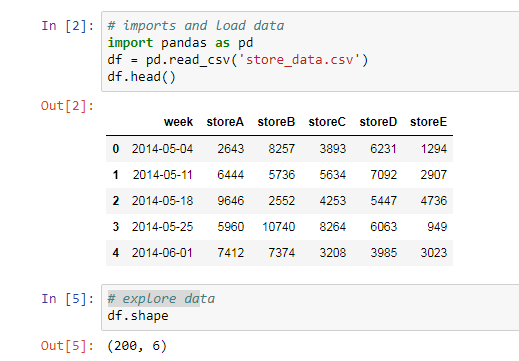 In [2]: # imports and load data
import pandas as pd
df = pd.read_csv('store_data.csv')
df.head()
Out[2]:
week storeA storeB storeC storeD storeE
0 2014-05-04 2643 8257 3893 6231 1294
1 2014-05-11 6444 5736 5634 7092 2907
2 2014-05-18 9646 2552 4253 5447 4736
3 2014-05-25 5960 10740 8264 6063 949
4 2014-06-01 7412 7374 3208 3985 3023
In [5]: # explore data
df.shape
Out[5]: (200, 6)